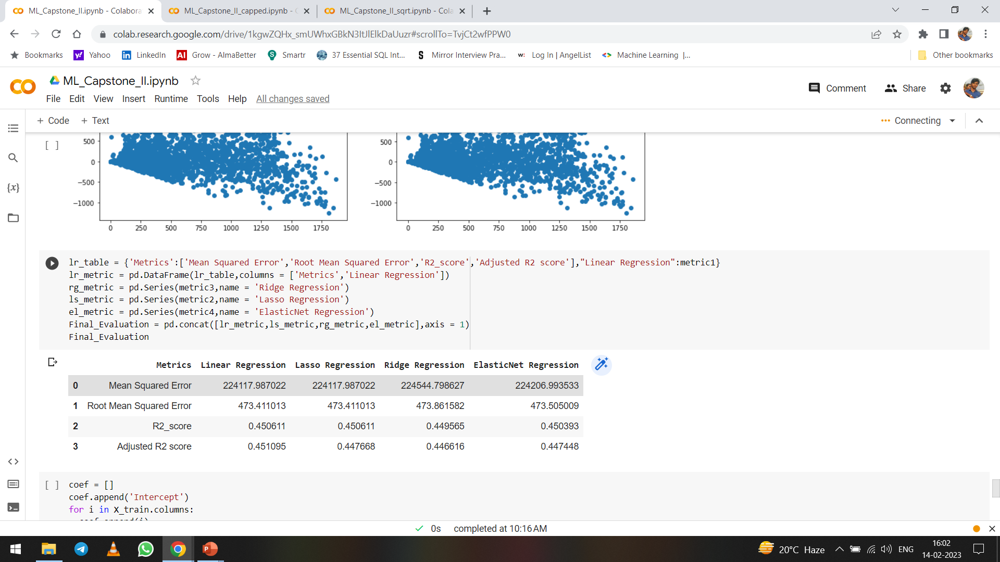 ML_Capstone_II.ipynb - Colabora
ML_Capstone_II_capped.ipynb - C
ML_Capstone_II_sqrt.ipynb - Cola
colab.research.google.com/drive/1kgwZQHx_smUWhxGBkN3ItJlElkDaUuzr#scrollTo=TvjCt2wfPPW0
Bookmarks Yahoo LinkedIn Grow - AlmaBetter Smartr 37 Essential SQL Int... Mirror Interview Pra... Log In | AngelList Machine Learning |... Other bookmarks
ML_Capstone_II.ipynb
Comment Share
File Edit View Insert Runtime Tools Help All changes saved
+ Code + Text Connecting
[ ]
500
0
−500
−1000
0 250 500 750 1000 1250 1500 1750
500
0
−500
−1000
0 250 500 750 1000 1250 1500 1750
lr_table = {'Metrics':['Mean Squared Error','Root Mean Squared Error','R2_score','Adjusted R2 score'],"Linear Regression":metric1}
lr_metric = pd.DataFrame(lr_table,columns = ['Metrics','Linear Regression'])
rg_metric = pd.Series(metric3,name = 'Ridge Regression')
ls_metric = pd.Series(metric2,name = 'Lasso Regression')
el_metric = pd.Series(metric4,name = 'ElasticNet Regression')
Final_Evaluation = pd.concat([lr_metric,ls_metric,rg_metric,el_metric],axis = 1)
Final_Evaluation
Metrics Linear Regression Lasso Regression Ridge Regression ElasticNet Regression
0 Mean Squared Error 224117.987022 224117.987022 224544.798627 224206.993533
1 Root Mean Squared Error 473.411013 473.411013 473.861582 473.505009
2 R2_score 0.450611 0.450611 0.449565 0.450393
3 Adjusted R2 score 0.451095 0.447668 0.446616 0.447448
[ ] coef = []
coef.append('Intercept')
for i in X_train.columns:
coef.append(i)
0s completed at 10:16 AM
20°C Haze ENG 16:02
14-02-2023